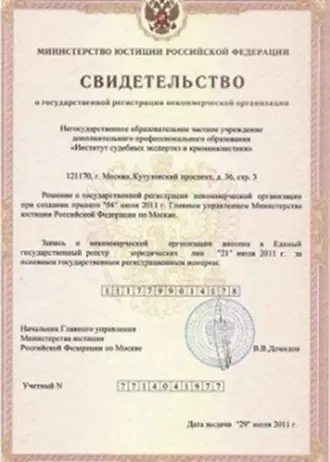 МИНИСТЕРСТВО ЮСТИЦИИ РОССИЙСКОЙ ФЕДЕРАЦИИ
СВИДЕТЕЛЬСТВО
о государственной регистрации некоммерческой организации
Негосударственное образовательное частное учреждение
дополнительного профессионального образования
«Институт судебных экспертиз и криминалистики»
121170, г. Москва, Кутузовский проспект, д. 36, стр. 3
Решение о государственной регистрации некоммерческой организации
при создании принято "04" июля 2011 г. Главным управлением Министерства
юстиции Российской Федерации по Москве.
Запись о некоммерческой организации внесена в Единый
государственный реестр юридических лиц "21" июля 2011 г. за
основным государственным регистрационным номером:
1117799014178
Начальник Главного управления
Министерства юстиции
Российской Федерации по Москве
В.В.Демидов
Учетный N
7714041977
Дата выдачи "29" июля 2011 г.